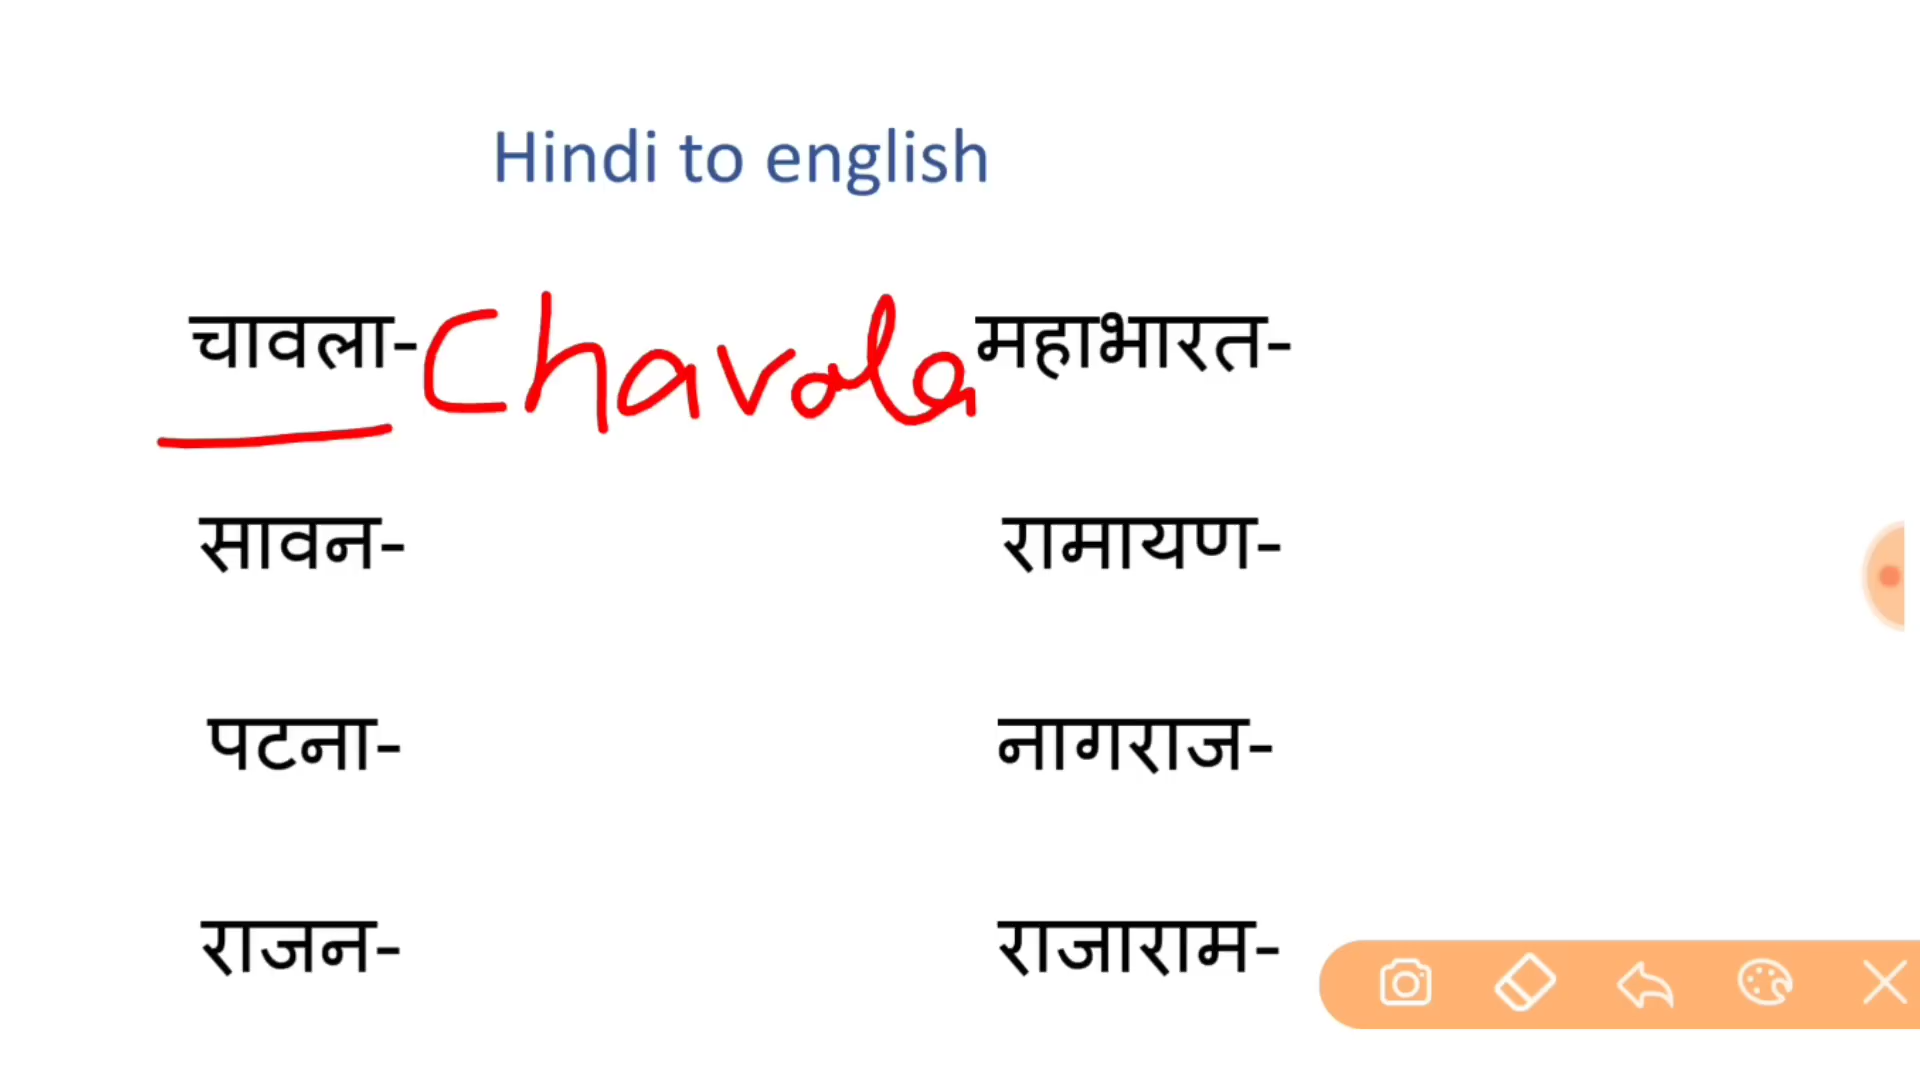 Hindi to english
चावला- Chavala महाभारत-
सावन- रामायण-
पटना- नागराज-
राजन- राजाराम-